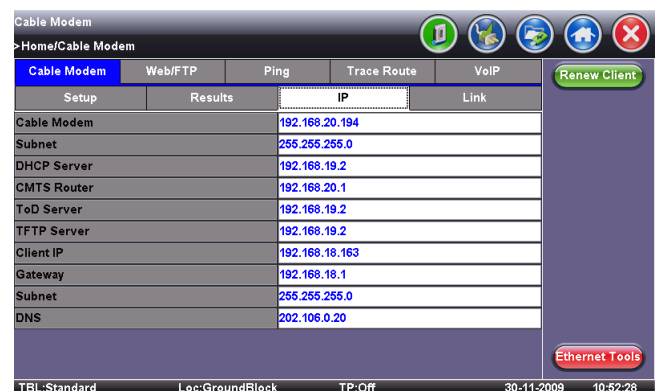 Cable Modem
>Home/Cable Modem
Cable Modem Web/FTP Ping Trace Route VoIP
Renew Client
Setup Results IP Link
Cable Modem 192.168.20.194
Subnet 255.255.255.0
DHCP Server 192.168.19.2
CMTS Router 192.168.20.1
ToD Server 192.168.19.2
TFTP Server 192.168.19.2
Client IP 192.168.18.163
Gateway 192.168.18.1
Subnet 255.255.255.0
DNS 202.106.0.20
Ethernet Tools
TBL:Standard Loc:GroundBlock TP:Off 30-11-2009 10:52:28